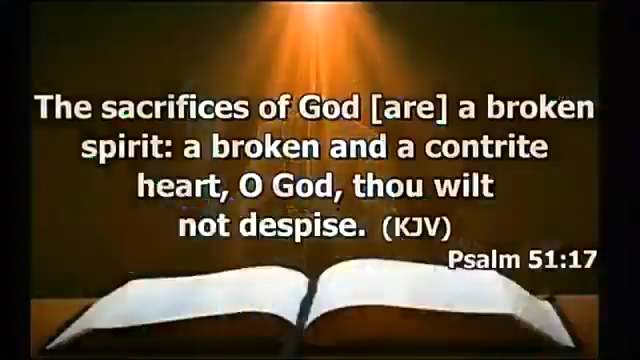 The sacrifices of God [are] a broken
spirit: a broken and a contrite
heart, O God, thou wilt
not despise. (KJV)
Psalm 51:17